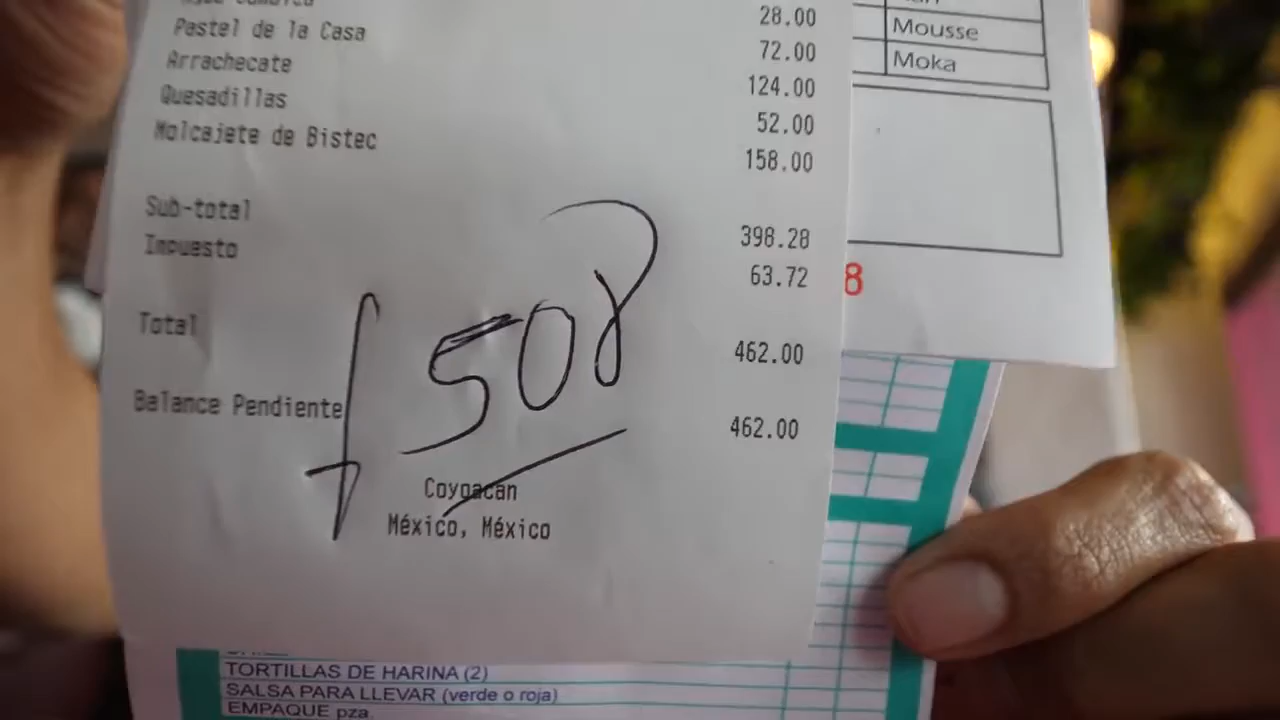 28.00
Pastel de la Casa 72.00
Arrachecate 124.00
Quesadillas 52.00
Molcajete de Bistec 158.00
Sub-total 398.28
Impuesto 63.72
Total 462.00
Balance Pendiente 462.00
508
Coyoacan
México, México
Mousse
Moka
8
TORTILLAS DE HARINA (2)
SALSA PARA LLEVAR (verde o roja)
EMPAQUE pza.